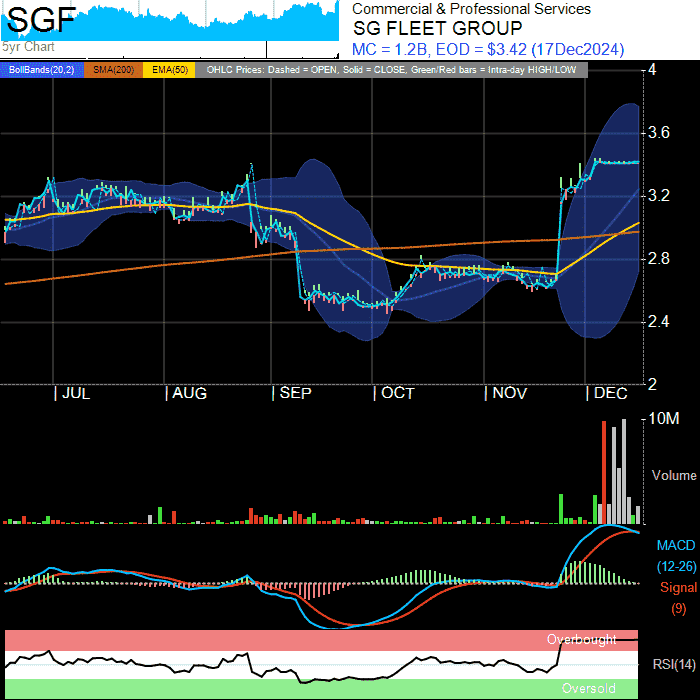 SGF
5yr Chart
Commercial & Professional Services
SG FLEET GROUP
MC = 1.2B, EOD = $3.42 (17Dec2024)
BollBands(20,2) SMA(200) EMA(50) OHLC Prices: Dashed = OPEN, Solid = CLOSE, Green/Red bars = Intra-day HIGH/LOW
4
3.6
3.2
2.8
2.4
2
JUL AUG SEP OCT NOV DEC
10M
Volume
MACD
(12-26)
Signal
(9)
Overbought
RSI(14)
Oversold